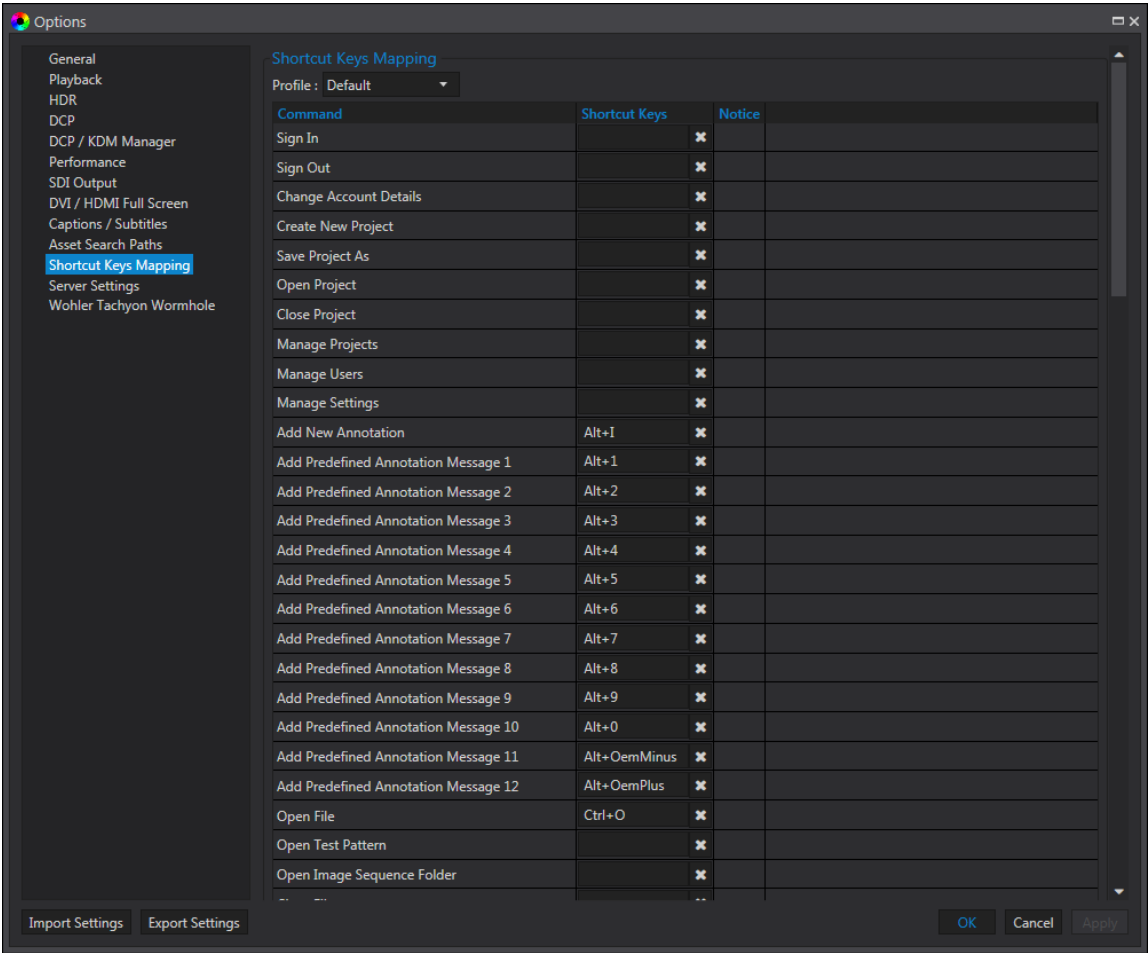 Options
General
Playback
HDR
DCP
DCP / KDM Manager
Performance
SDI Output
DVI / HDMI Full Screen
Captions / Subtitles
Asset Search Paths
Shortcut Keys Mapping
Server Settings
Wohler Tachyon Wormhole
Shortcut Keys Mapping
Profile : Default
Command Shortcut Keys Notice
Sign In
Sign Out
Change Account Details
Create New Project
Save Project As
Open Project
Close Project
Manage Projects
Manage Users
Manage Settings
Add New Annotation Alt+I
Add Predefined Annotation Message 1 Alt+1
Add Predefined Annotation Message 2 Alt+2
Add Predefined Annotation Message 3 Alt+3
Add Predefined Annotation Message 4 Alt+4
Add Predefined Annotation Message 5 Alt+5
Add Predefined Annotation Message 6 Alt+6
Add Predefined Annotation Message 7 Alt+7
Add Predefined Annotation Message 8 Alt+8
Add Predefined Annotation Message 9 Alt+9
Add Predefined Annotation Message 10 Alt+0
Add Predefined Annotation Message 11 Alt+OemMinus
Add Predefined Annotation Message 12 Alt+OemPlus
Open File Ctrl+O
Open Test Pattern
Open Image Sequence Folder
Import Settings Export Settings OK Cancel Apply